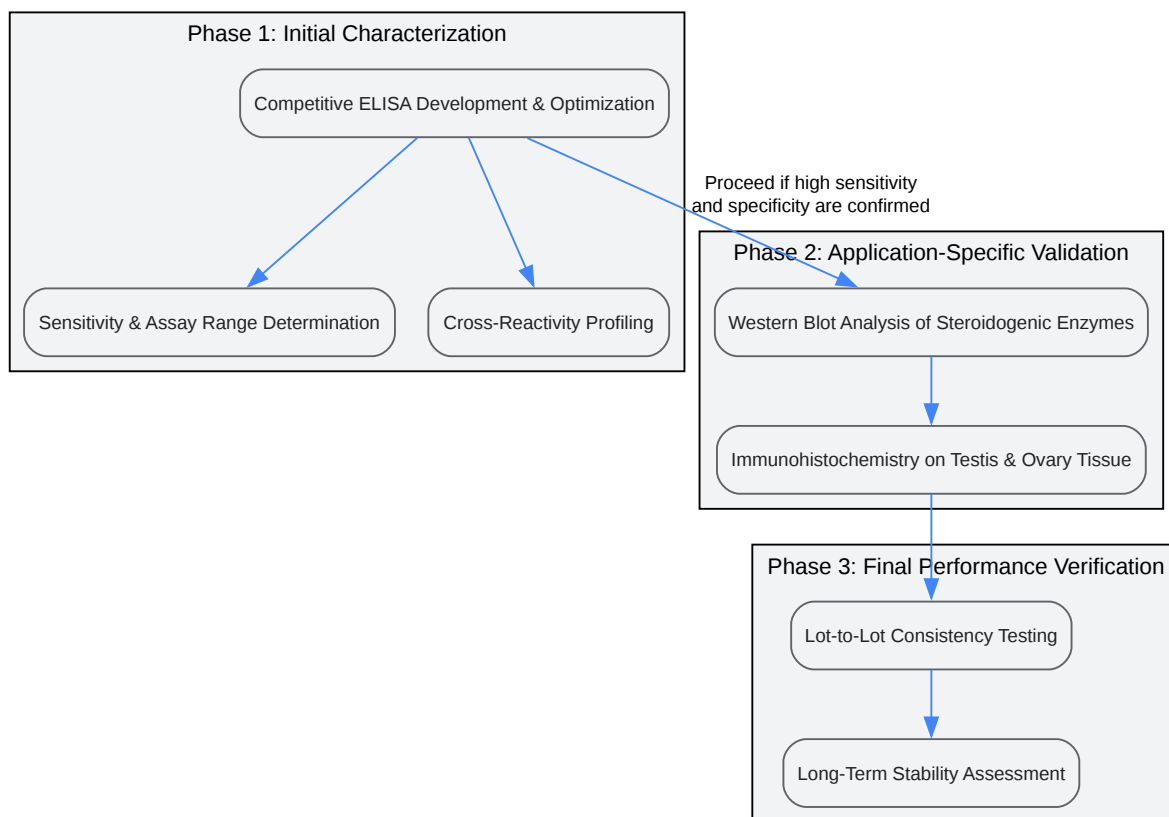 Phase 1: Initial Characterization
Competitive ELISA Development & Optimization
Sensitivity & Assay Range Determination
Cross-Reactivity Profiling
Proceed if high sensitivity
and specificity are confirmed
Phase 2: Application-Specific Validation
Western Blot Analysis of Steroidogenic Enzymes
Immunohistochemistry on Testis & Ovary Tissue
Phase 3: Final Performance Verification
Lot-to-Lot Consistency Testing
Long-Term Stability Assessment